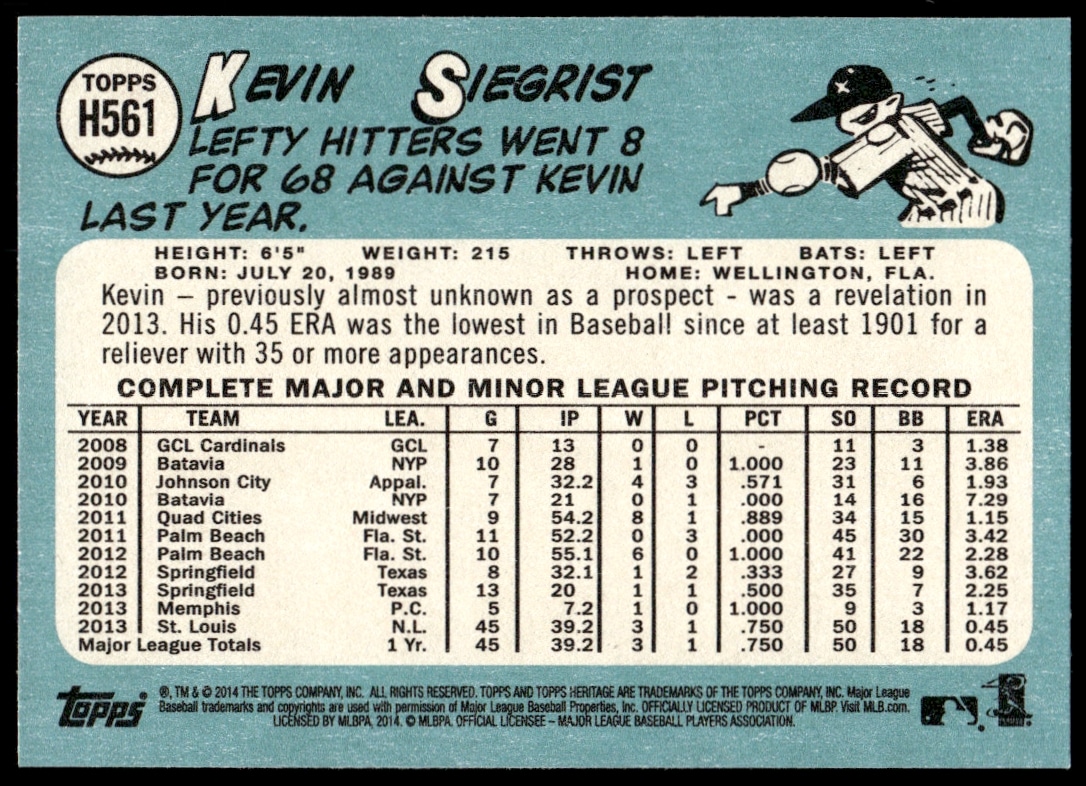 TOPPS
H561
KEVIN SIEGRIST
LEFTY HITTERS WENT 8
FOR 68 AGAINST KEVIN
LAST YEAR.
HEIGHT: 6'5" WEIGHT: 215 THROWS: LEFT BATS: LEFT
BORN: JULY 20, 1989 HOME: WELLINGTON, FLA.
Kevin – previously almost unknown as a prospect - was a revelation in
2013. His 0.45 ERA was the lowest in Baseball since at least 1901 for a
reliever with 35 or more appearances.
COMPLETE MAJOR AND MINOR LEAGUE PITCHING RECORD
YEAR TEAM LEA. G IP W L PCT SO BB ERA
2008 GCL Cardinals GCL 7 13 0 0 - 11 3 1.38
2009 Batavia NYP 10 28 1 0 1.000 23 11 3.86
2010 Johnson City Appal. 7 32.2 4 3 .571 31 6 1.93
2010 Batavia NYP 7 21 0 1 .000 14 16 7.29
2011 Quad Cities Midwest 9 54.2 8 1 .889 34 15 1.15
2011 Palm Beach Fla. St. 11 52.2 0 3 .000 45 30 3.42
2012 Palm Beach Fla. St. 10 55.1 6 0 1.000 41 22 2.28
2012 Springfield Texas 8 32.1 1 2 .333 27 9 3.62
2013 Springfield Texas 13 20 1 1 .500 35 7 2.25
2013 Memphis P.C. 5 7.2 1 0 1.000 9 3 1.17
2013 St. Louis N.L. 45 39.2 3 1 .750 50 18 0.45
Major League Totals 1 Yr. 45 39.2 3 1 .750 50 18 0.45
TOPPS ®, TM & © 2014 THE TOPPS COMPANY, INC. ALL RIGHTS RESERVED. TOPPS AND TOPPS HERITAGE ARE TRADEMARKS OF THE TOPPS COMPANY, INC. Major League
Baseball trademarks and copyrights are used with permission of Major League Baseball Properties, Inc. OFFICIALLY LICENSED PRODUCT OF MLBP. Visit MLB.com.
LICENSED BY MLBPA, 2014. © MLBPA. OFFICIAL LICENSEE – MAJOR LEAGUE BASEBALL PLAYERS ASSOCIATION.